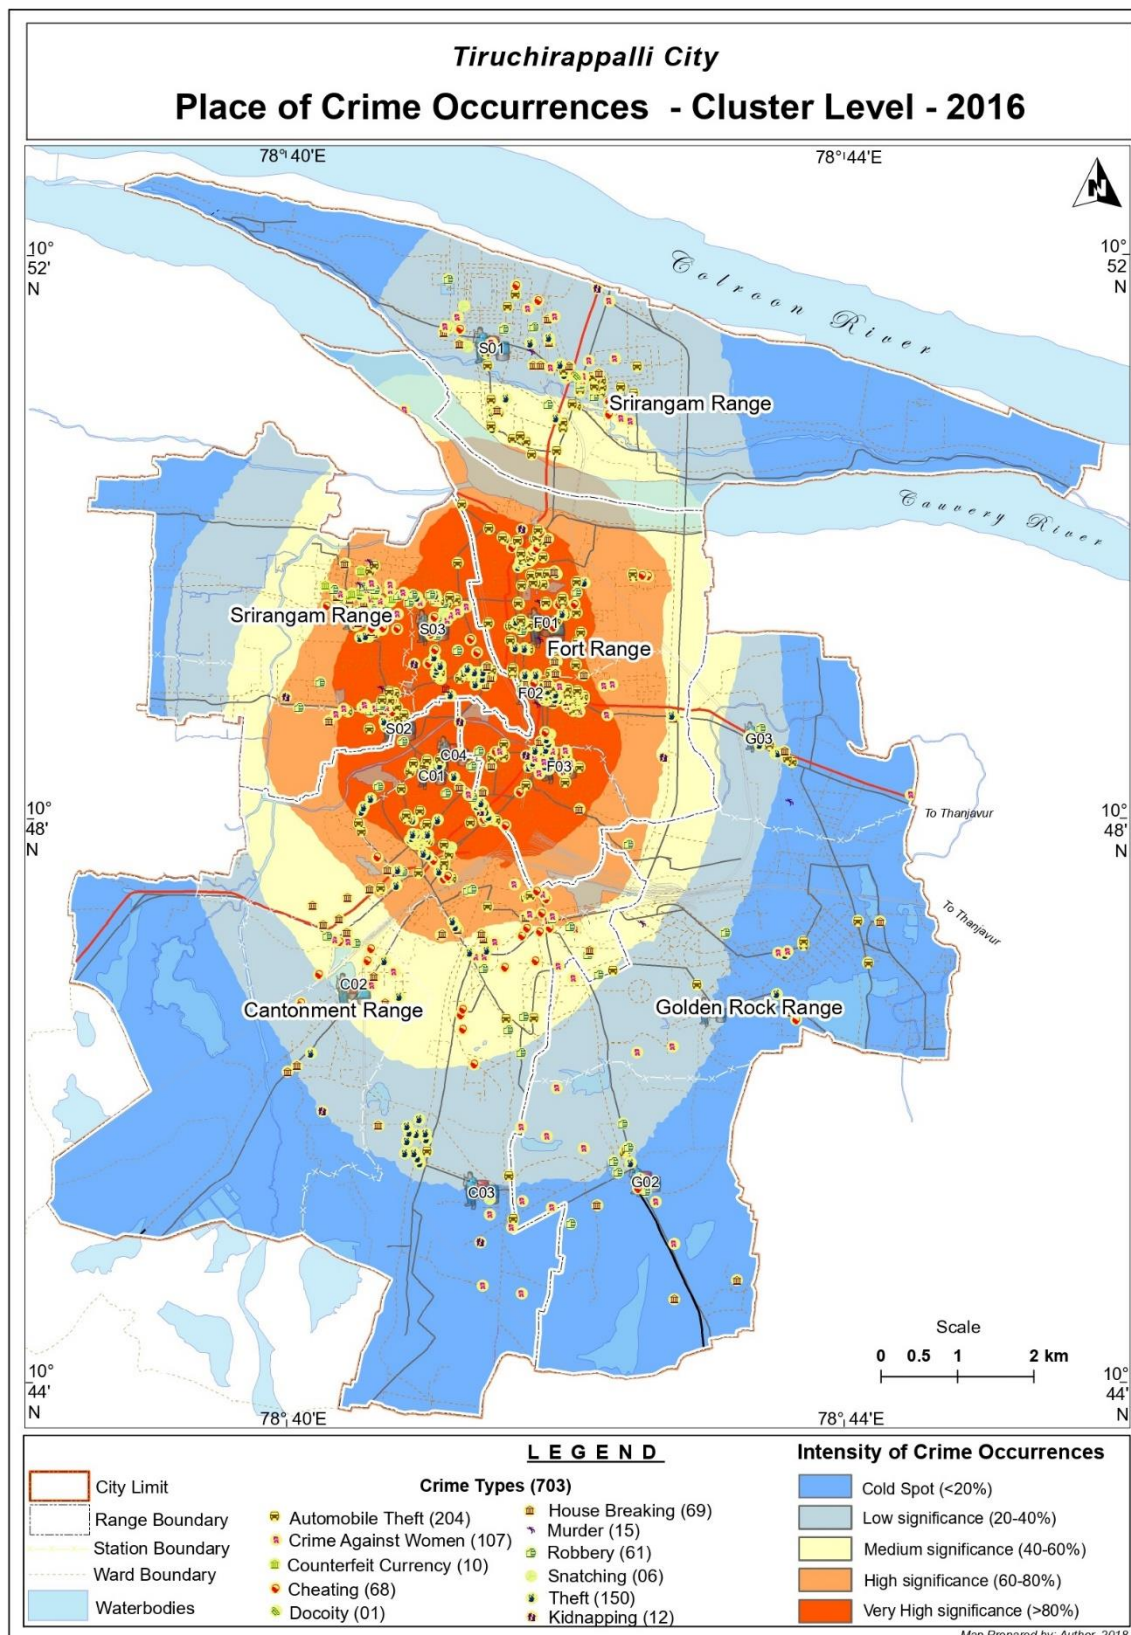 Tiruchirappalli City
Place of Crime Occurrences - Cluster Level - 2016
78° 40'E
78° 44'E
N
10°
52'
N
10°
52
N
Colroon River
S01
Srirangam Range
Cauvery River
Srirangam Range
S03
F01
Fort Range
F02
S02
C04
C01
F03
G03
10°
48'
N
To Thanjavur
10°
48'
N
To Thanjavur
C02
Cantonment Range
Golden Rock Range
C03
G02
Scale
0 0.5 1 2 km
10°
44'
N
10°
44'
N
78° 40'E
78° 44'E
LEGEND
City Limit
Range Boundary
Station Boundary
Ward Boundary
Waterbodies
Crime Types (703)
Automobile Theft (204)
Crime Against Women (107)
Counterfeit Currency (10)
Cheating (68)
Docoity (01)
House Breaking (69)
Murder (15)
Robbery (61)
Snatching (06)
Theft (150)
Kidnapping (12)
Intensity of Crime Occurrences
Cold Spot (<20%)
Low significance (20-40%)
Medium significance (40-60%)
High significance (60-80%)
Very High significance (>80%)
Map Prepared by: Author, 2018